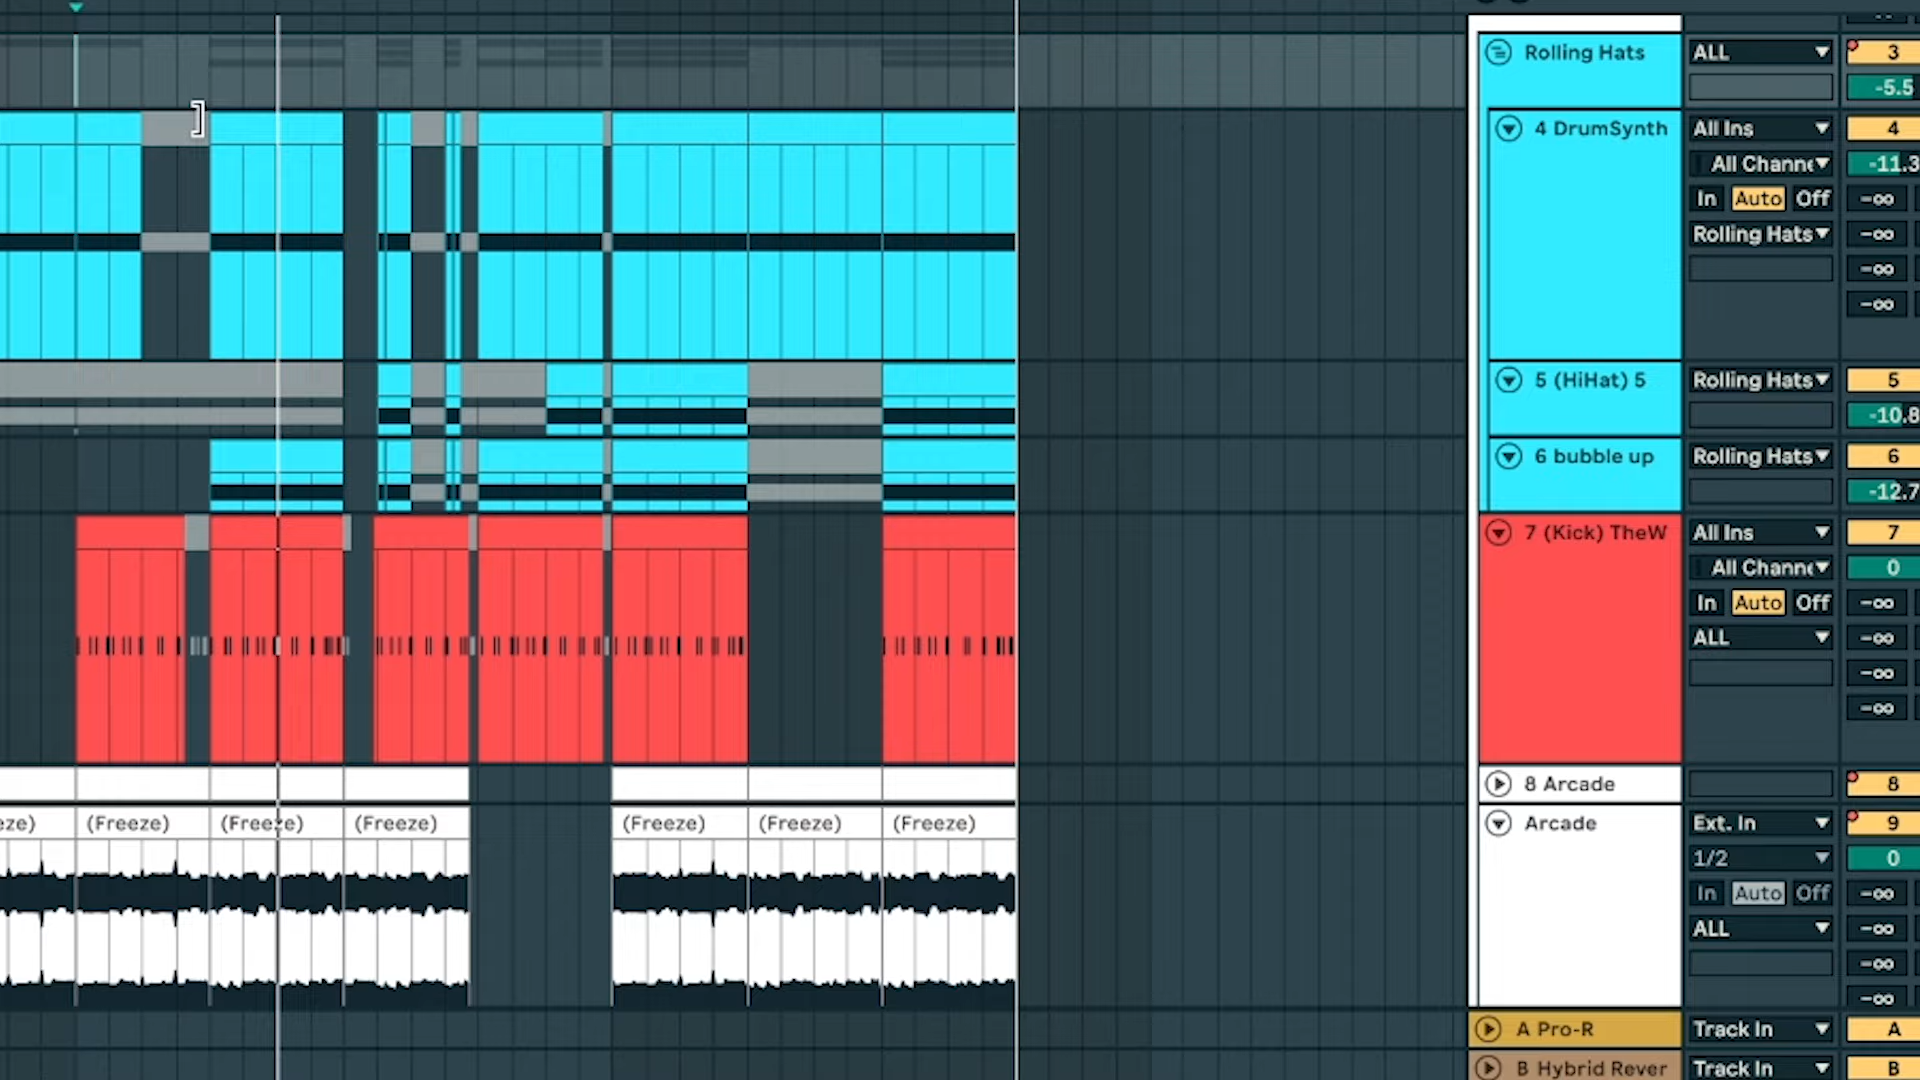 Rolling Hats ALL 3
-5.5
4 DrumSynth All Ins 4
All Channe -11.3
In Auto Off -∞
Rolling Hats -∞
-∞
-∞
5 (HiHat) 5 Rolling Hats 5
-10.8
6 bubble up Rolling Hats 6
-12.7
7 (Kick) TheW All Ins 7
All Channe 0
In Auto Off -∞
ALL -∞
-∞
-∞
8 Arcade 8
eze) (Freeze) (Freeze) (Freeze) (Freeze) (Freeze) (Freeze) Arcade Ext. In 9
1/2 0
In Auto Off -∞
ALL -∞
-∞
-∞
A Pro-R Track In A
B Hybrid Rever Track In B